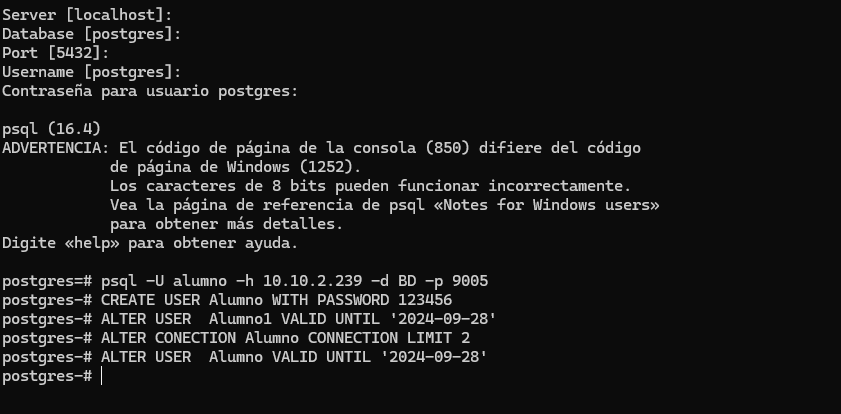 Server [localhost]:
Database [postgres]:
Port [5432]:
Username [postgres]:
Contraseña para usuario postgres:
psql (16.4)
ADVERTENCIA: El código de página de la consola (850) difiere del código
de página de Windows (1252).
Los caracteres de 8 bits pueden funcionar incorrectamente.
Vea la página de referencia de psql «Notes for Windows users»
para obtener más detalles.
Digite «help» para obtener ayuda.
postgres=# psql -U alumno -h 10.10.2.239 -d BD -p 9005
postgres-# CREATE USER Alumno WITH PASSWORD 123456
postgres-# ALTER USER  Alumno1 VALID UNTIL '2024-09-28'
postgres-# ALTER CONECTION Alumno CONNECTION LIMIT 2
postgres-# ALTER USER  Alumno VALID UNTIL '2024-09-28'
postgres-#